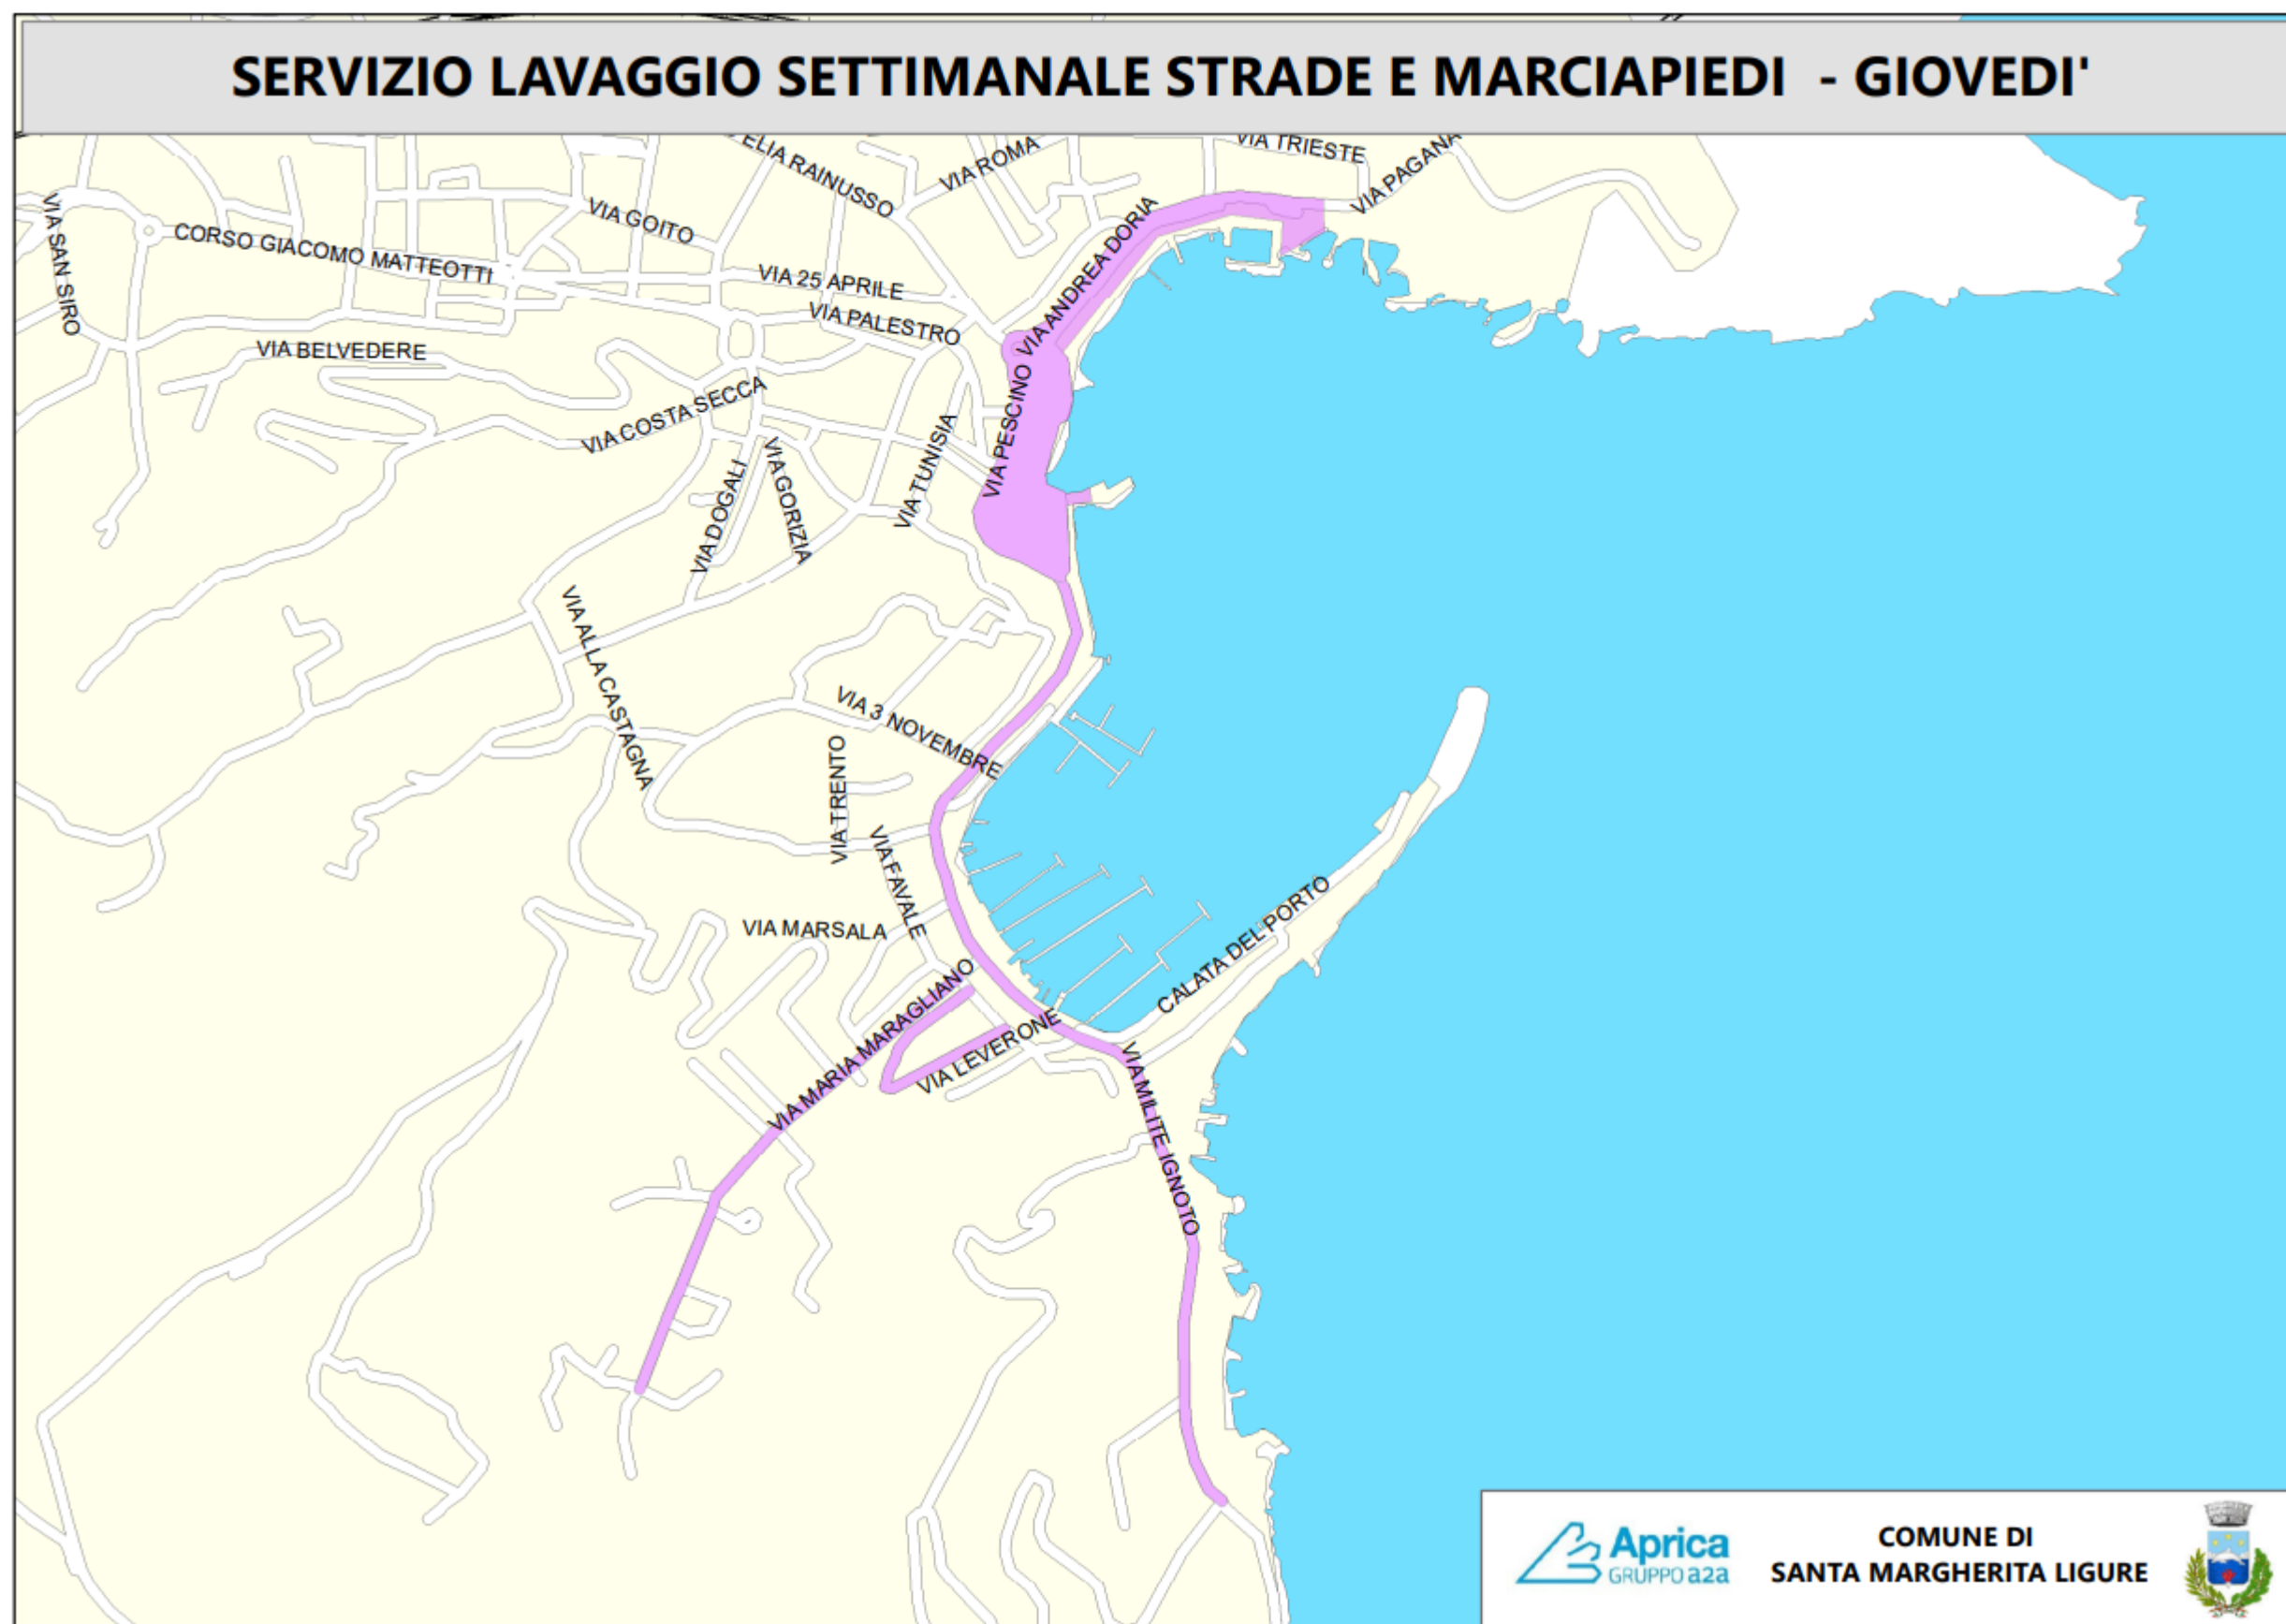 SERVIZIO LAVAGGIO SETTIMANALE STRADE E MARCIAPIEDI - GIOVEDI'
ELIA RAINUSSO
VIA ROMA
VIA TRIESTE
VIA PAGANA
VIA SAN SIRO
CORSO GIACOMO MATTEOTTI
VIA GOITO
VIA ANDREA DORIA
VIA 25 APRILE
VIA PALESTRO
VIA BELVEDERE
VIA COSTA SECCA
VIA PESCINO
VIA TUNISIA
VIA DOGALI
VIA GORIZIA
VIA ALLA CASTAGNA
VIA 3 NOVEMBRE
VIA TRENTO
VIA FAVALE
VIA MARSALA
CALATA DEL PORTO
VIA MARIA MARAGLIANO
VIA LEVERONE
VIA MILITE IGNOTO
Aprica
GRUPPO a2a
COMUNE DI
SANTA MARGHERITA LIGURE